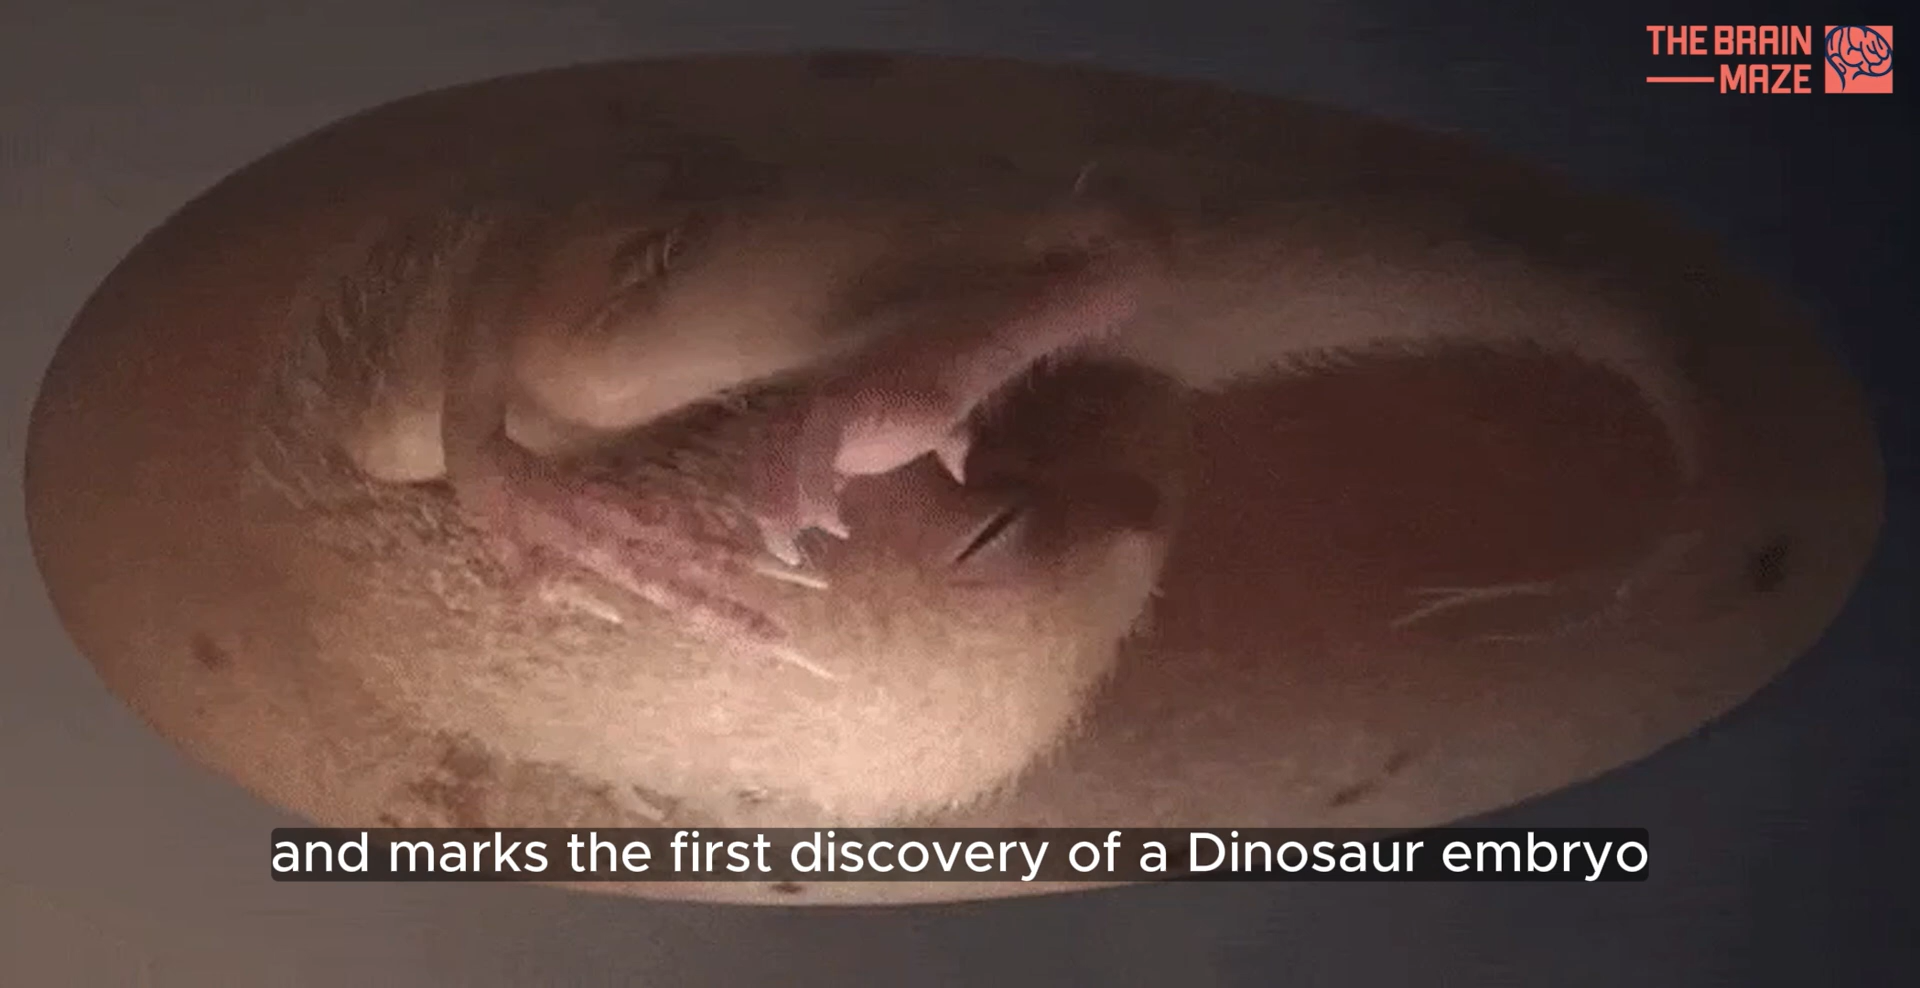 THE BRAIN
MAZE
and marks the first discovery of a Dinosaur embryo